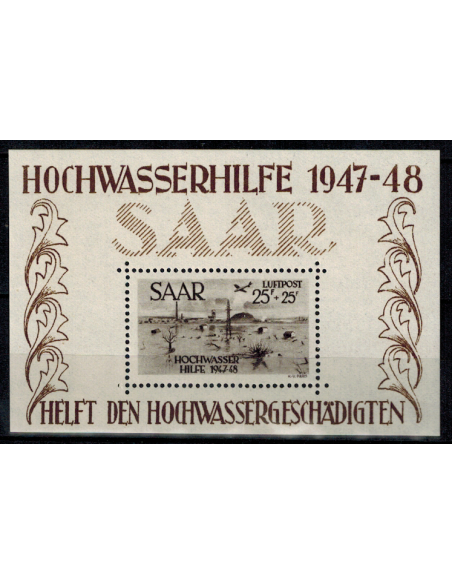 HOCHWASSERHILFE 1947-48
SAAR
SAAR
LUFTPOST
25F + 25F
HOCHWASSER
HILFE 1947-48
HELFT DEN HOCHWASSERGESCHÄDIGTEN